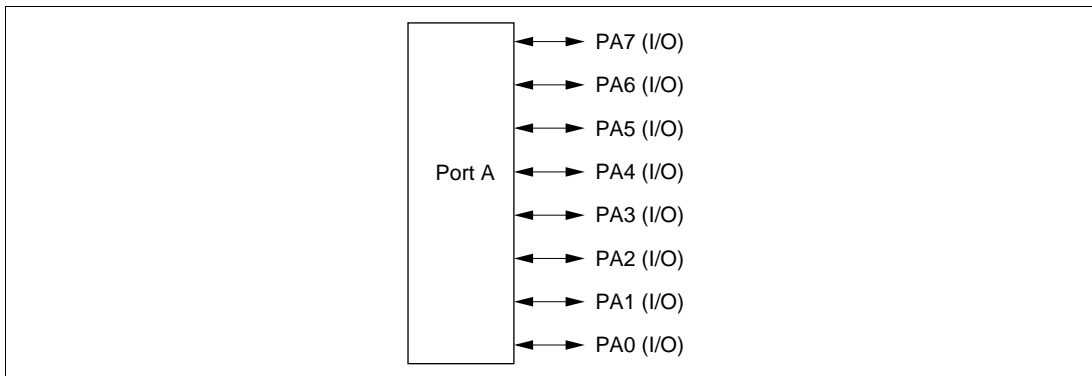 PA7 (I/O)
PA6 (I/O)
PA5 (I/O)
Port A
PA4 (I/O)
PA3 (I/O)
PA2 (I/O)
PA1 (I/O)
PA0 (I/O)